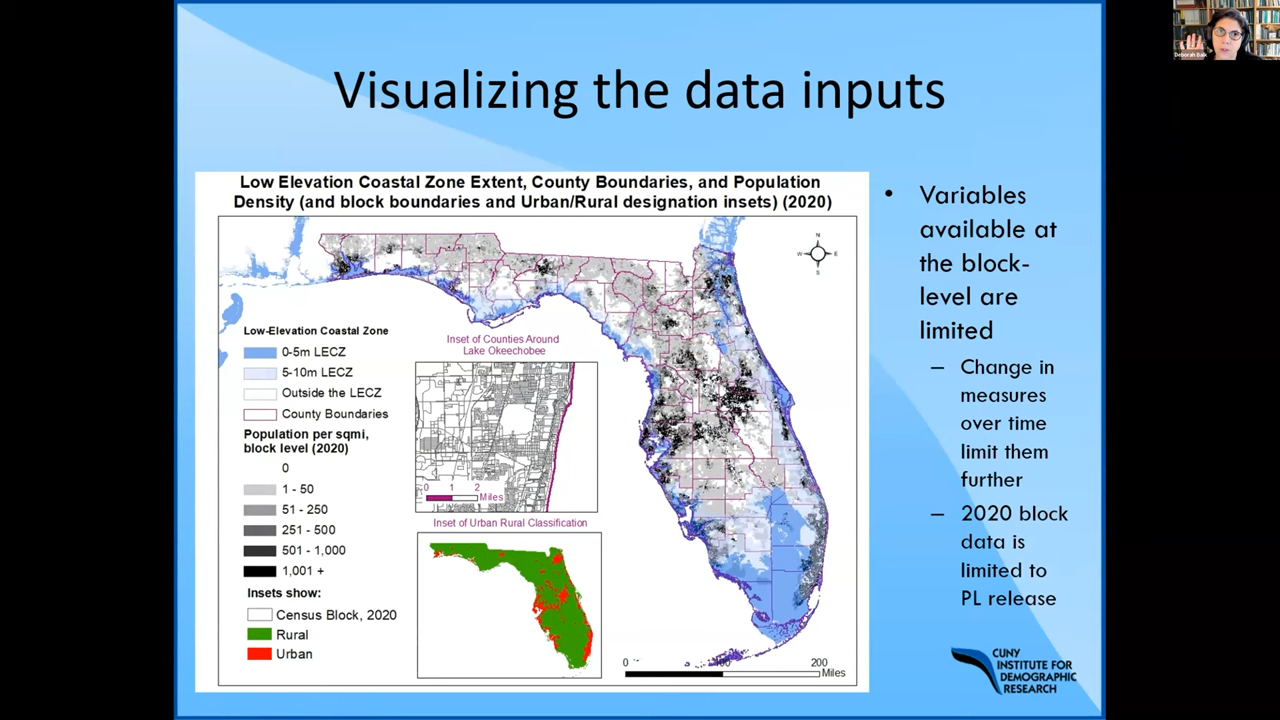 Visualizing the data inputs
Low Elevation Coastal Zone Extent, County Boundaries, and Population
Density (and block boundaries and Urban/Rural designation insets) (2020)
N
W
E
S
Low-Elevation Coastal Zone
0-5m LECZ
5-10m LECZ
Outside the LECZ
County Boundaries
Population per sqmi,
block level (2020)
0
1 - 50
51 - 250
251 - 500
501 - 1,000
1,001 +
Insets show:
Census Block, 2020
Rural
Urban
Inset of Counties Around
Lake Okeechobee
0 1 2
Miles
Inset of Urban Rural Classification
0 100 200
Miles
• Variables
available at
the block-
level are
limited
– Change in
measures
over time
limit them
further
– 2020 block
data is
limited to
PL release
CUNY
INSTITUTE FOR
DEMOGRAPHIC
RESEARCH
Deborah Balk